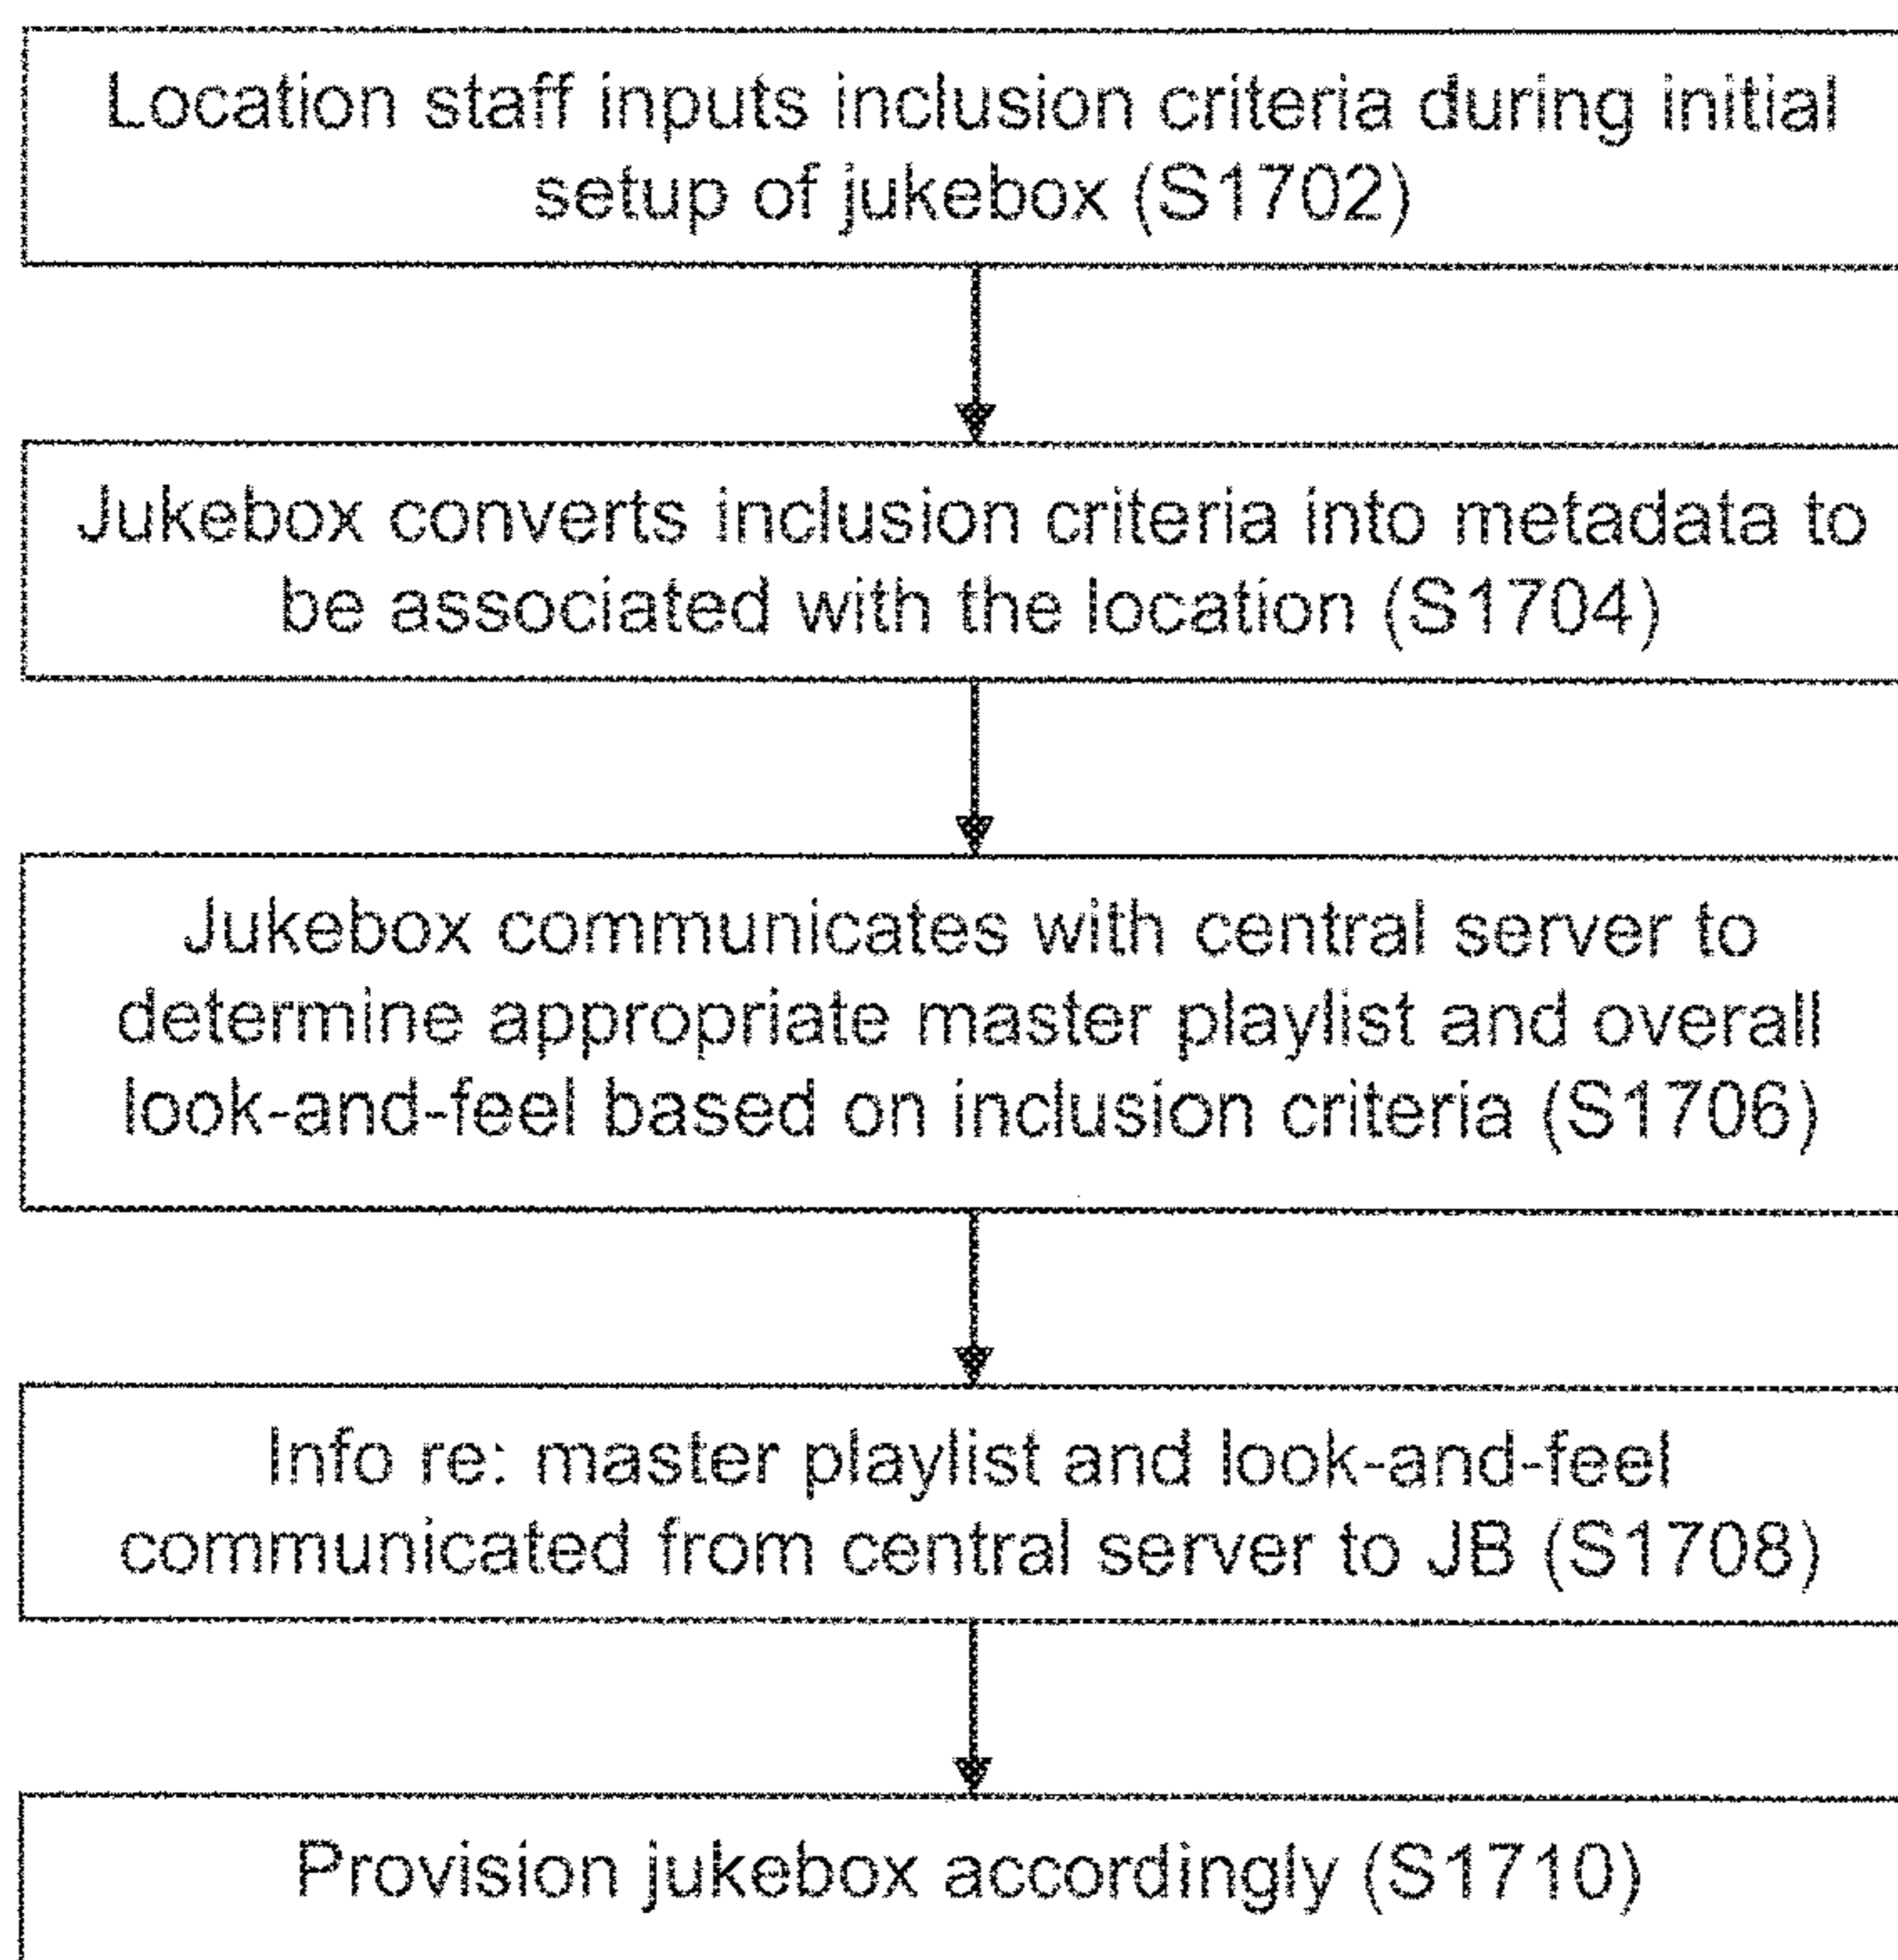 Location staff inputs inclusion criteria during initial
setup of jukebox (S1702)
Jukebox converts inclusion criteria into metadata to
be associated with the location (S1704)
Jukebox communicates with central server to
determine appropriate master playlist and overall
look-and-feel based on inclusion criteria (S1706)
Info re: master playlist and look-and-feel
communicated from central server to JB (S1708)
Provision jukebox accordingly (S1710)